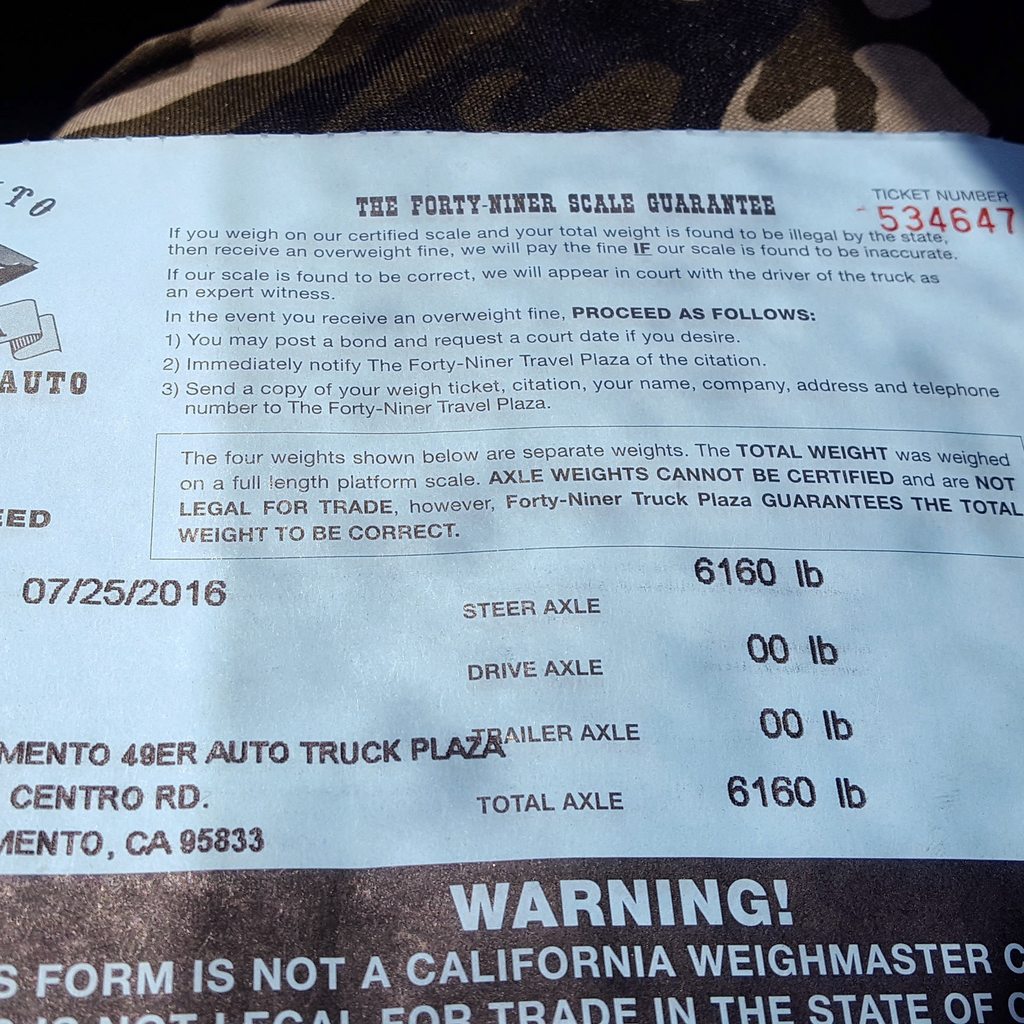 TO
AUTO
EED
THE FORTY-NINER SCALE GUARANTEE
TICKET NUMBER
534647
If you weigh on our certified scale and your total weight is found to be illegal by the state,
then receive an overweight fine, we will pay the fine IF our scale is found to be inaccurate.
If our scale is found to be correct, we will appear in court with the driver of the truck as
an expert witness.
In the event you receive an overweight fine, PROCEED AS FOLLOWS:
1) You may post a bond and request a court date if you desire.
2) Immediately notify The Forty-Niner Travel Plaza of the citation.
3) Send a copy of your weigh ticket, citation, your name, company, address and telephone
number to The Forty-Niner Travel Plaza.
The four weights shown below are separate weights. The TOTAL WEIGHT was weighed
on a full length platform scale. AXLE WEIGHTS CANNOT BE CERTIFIED and are NOT
LEGAL FOR TRADE, however, Forty-Niner Truck Plaza GUARANTEES THE TOTAL
WEIGHT TO BE CORRECT.
07/25/2016
STEER AXLE 6160 lb
DRIVE AXLE 00 lb
TRAILER AXLE 00 lb
TOTAL AXLE 6160 lb
MENTO 49ER AUTO TRUCK PLAZA
CENTRO RD.
MENTO, CA 95833
WARNING!
S FORM IS NOT A CALIFORNIA WEIGHMASTER C
IS NOT LEGAL FOR TRADE IN THE STATE OF C